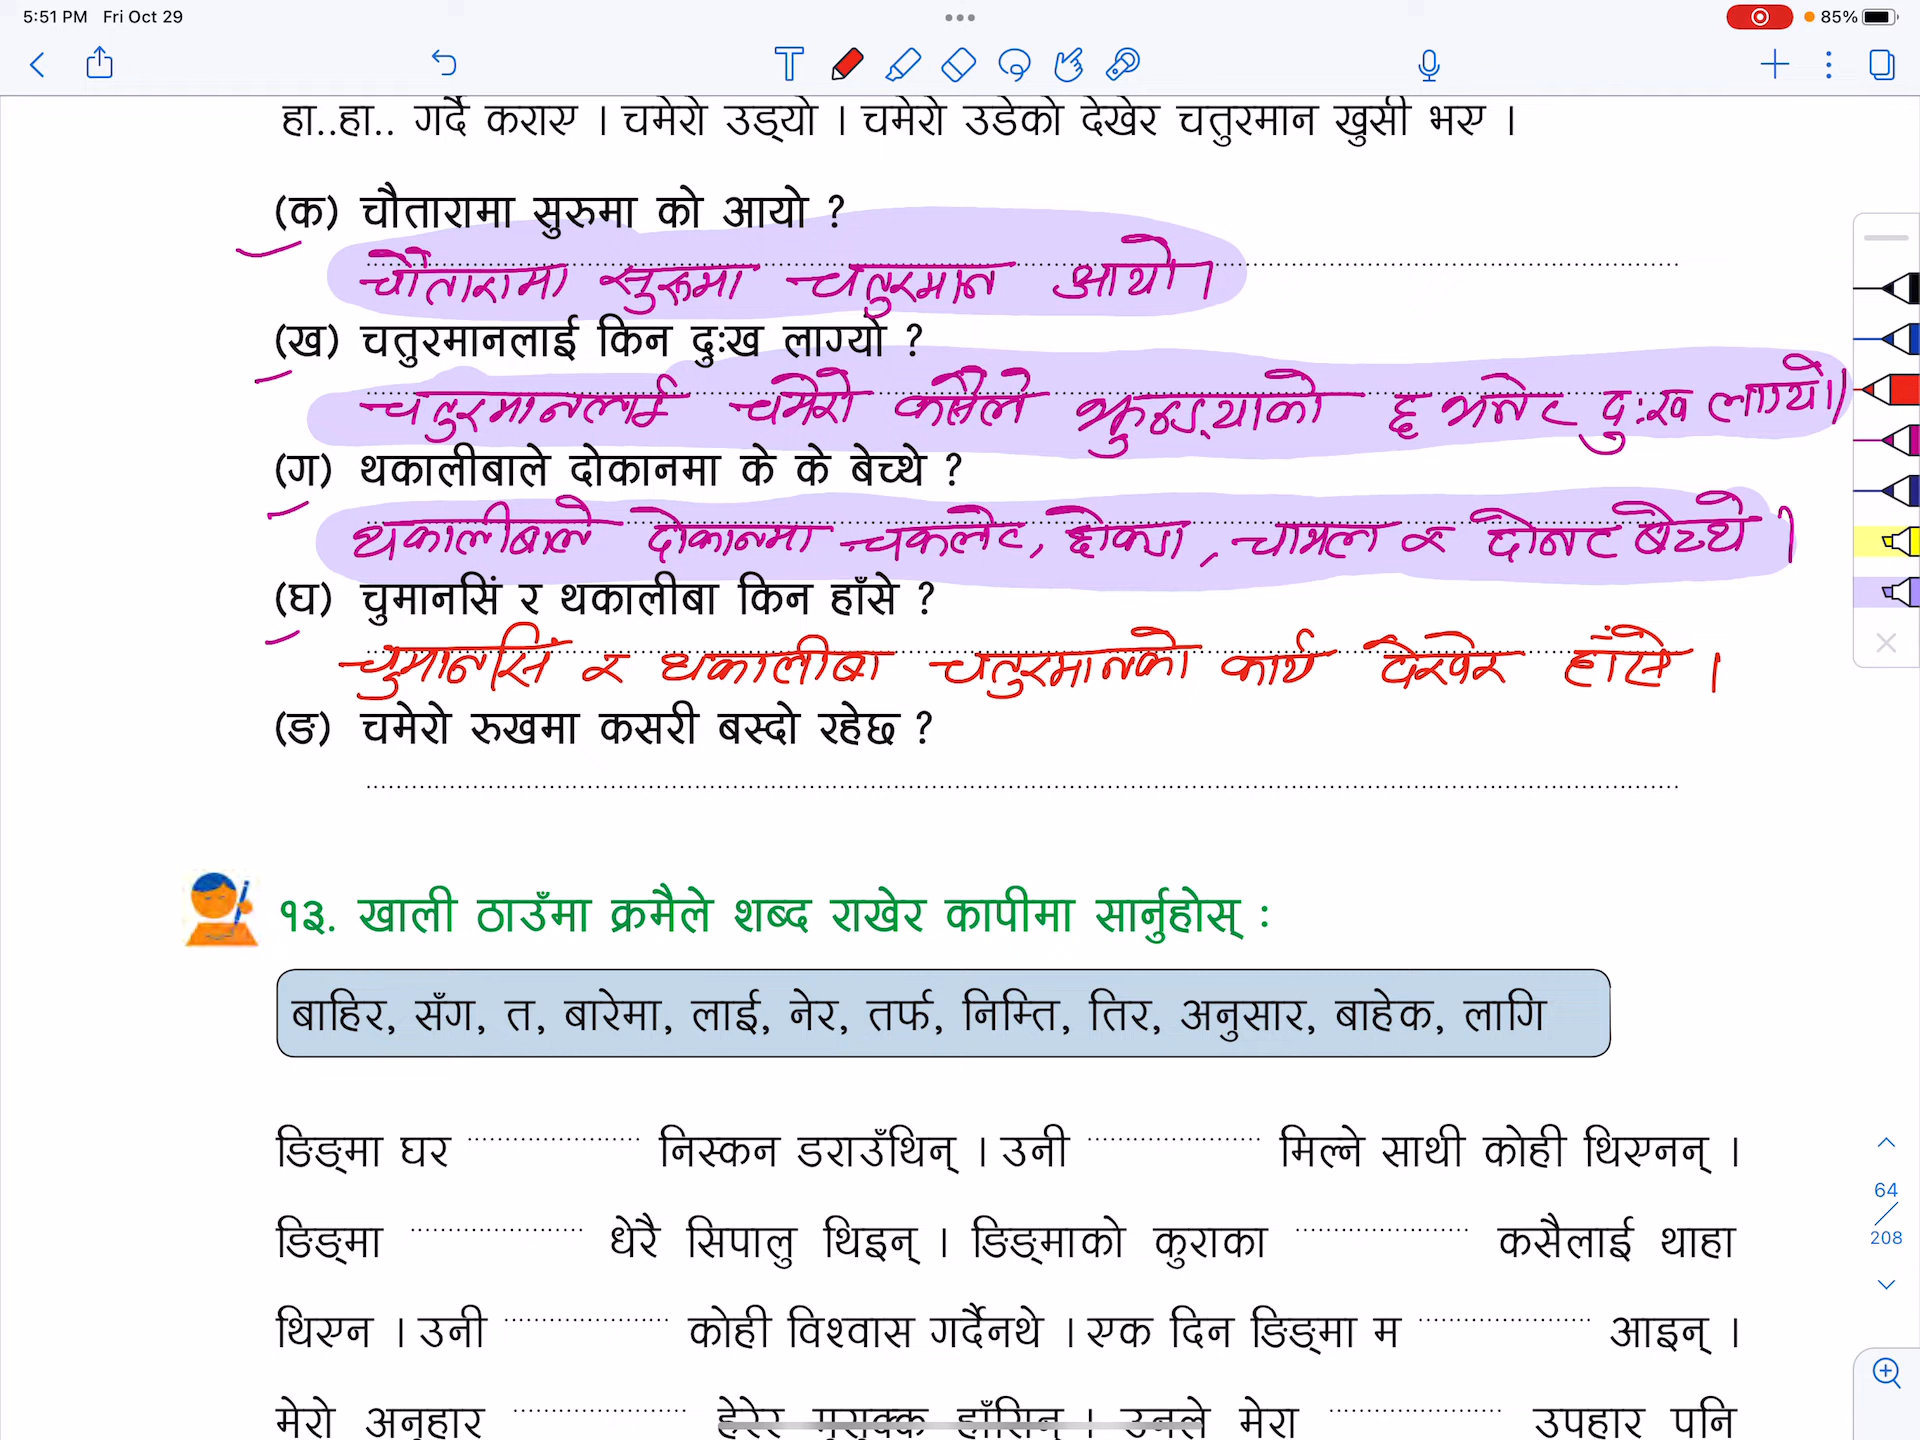 5:51 PM Fri Oct 29
85%
हा..हा.. गर्दै कराए । चमेरो उड्यो । चमेरो उडेको देखेर चतुरमान खुसी भए ।
(क) चौतारामा सुरुमा को आयो ?
चौतारामा सुरुमा चतुरमान आयो।
(ख) चतुरमानलाई किन दुःख लाग्यो ?
चतुरमानलाई चमेरो कसैले झुन्ड्याको छ भनेर दुःख लाग्यो।
(ग) थकालीबाले दोकानमा के के बेच्थे ?
थकालीबाले दोकानमा चकलेट, होक्डा, चामल र दोनट बेच्थे ।
(घ) चुमानसिं र थकालीबा किन हाँसे ?
चुमानसिं र थकालीबा चतुरमानको कार्य देखेर हाँसे ।
(ङ) चमेरो रुखमा कसरी बस्दो रहेछ ?
१३. खाली ठाउँमा क्रमैले शब्द राखेर कापीमा सार्नुहोस् :
बाहिर, सँग, त, बारेमा, लाई, नेर, तर्फ, निम्ति, तिर, अनुसार, बाहेक, लागि
ङिङ्मा घर .......... निस्कन डराउँथिन् । उनी .......... मिल्ने साथी कोही थिएनन् ।
ङिङ्मा .......... धेरै सिपालु थिइन् । ङिङ्माको कुराका .......... कसैलाई थाहा
थिएन । उनी .......... कोही विश्वास गर्दैनथे । एक दिन ङिङ्मा म .......... आइन् ।
मेरो अनुहार .......... हेरेर मुसुक्क हाँसिन् । उनले मेरा .......... उपहार पनि
64
208